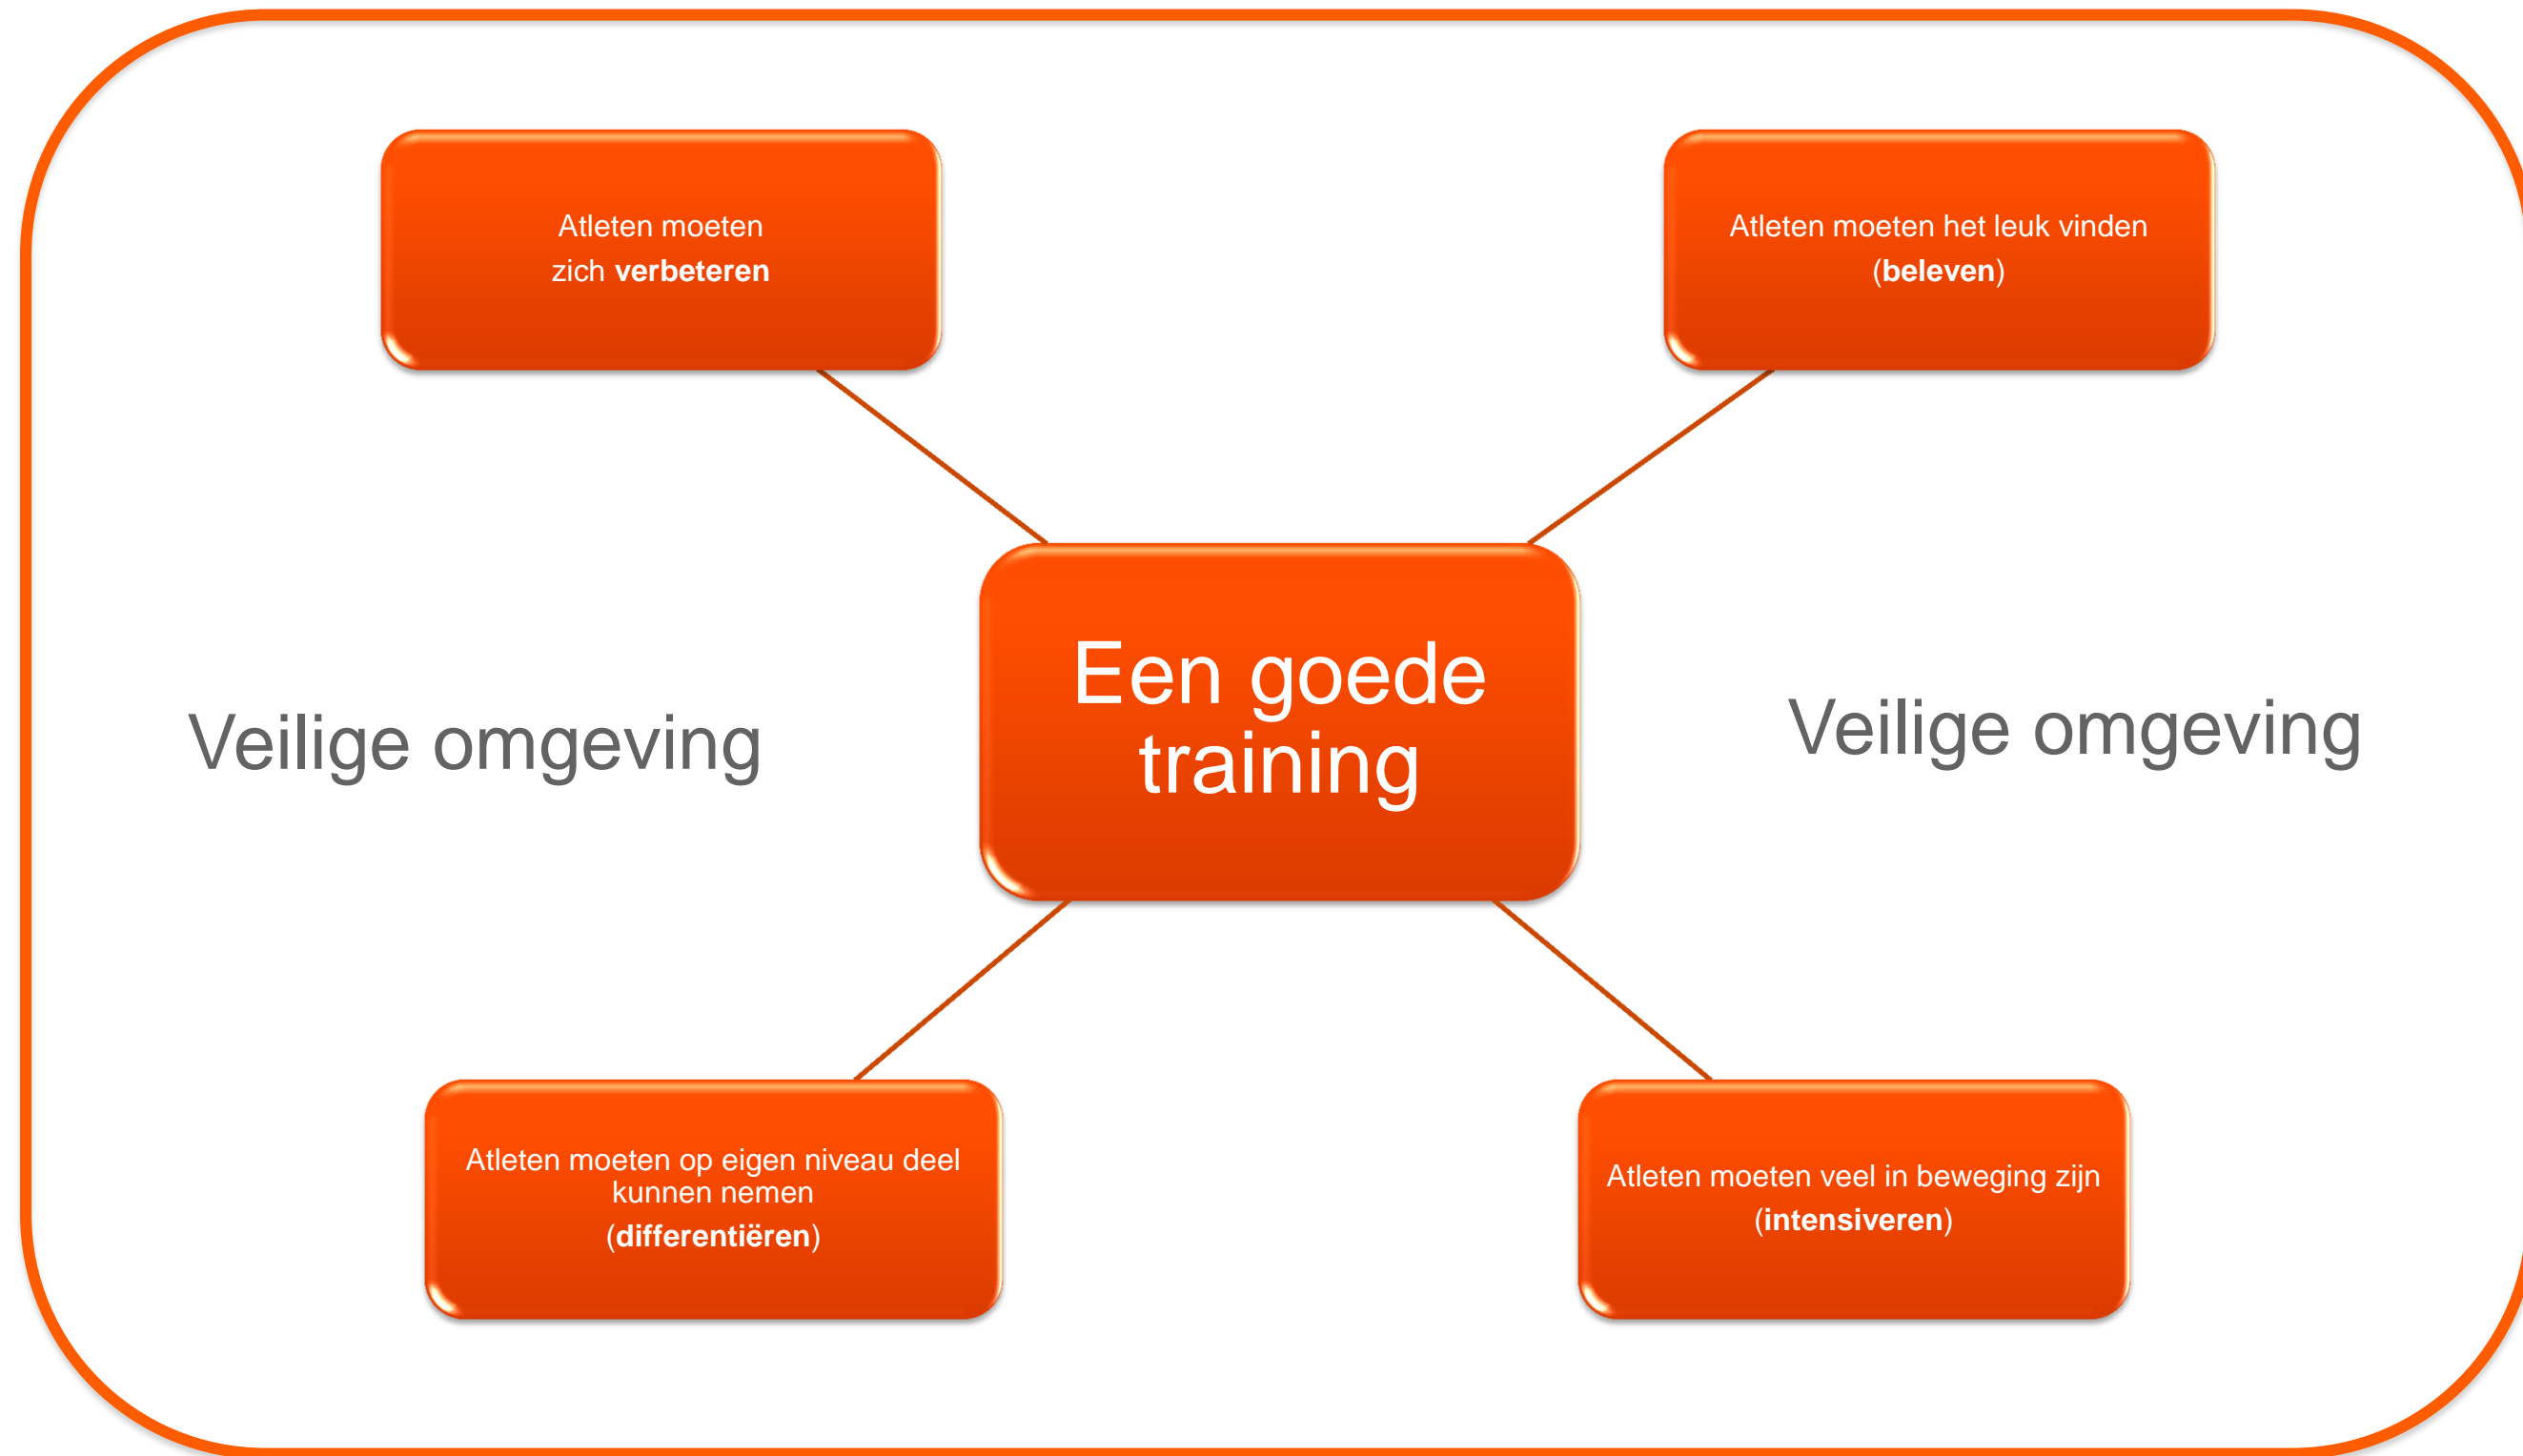 Atleten moeten
zich verbeteren
Atleten moeten het leuk vinden
(beleven)
Een goede
training
Veilige omgeving
Veilige omgeving
Atleten moeten op eigen niveau deel
kunnen nemen
(differentiëren)
Atleten moeten veel in beweging zijn
(intensiveren)